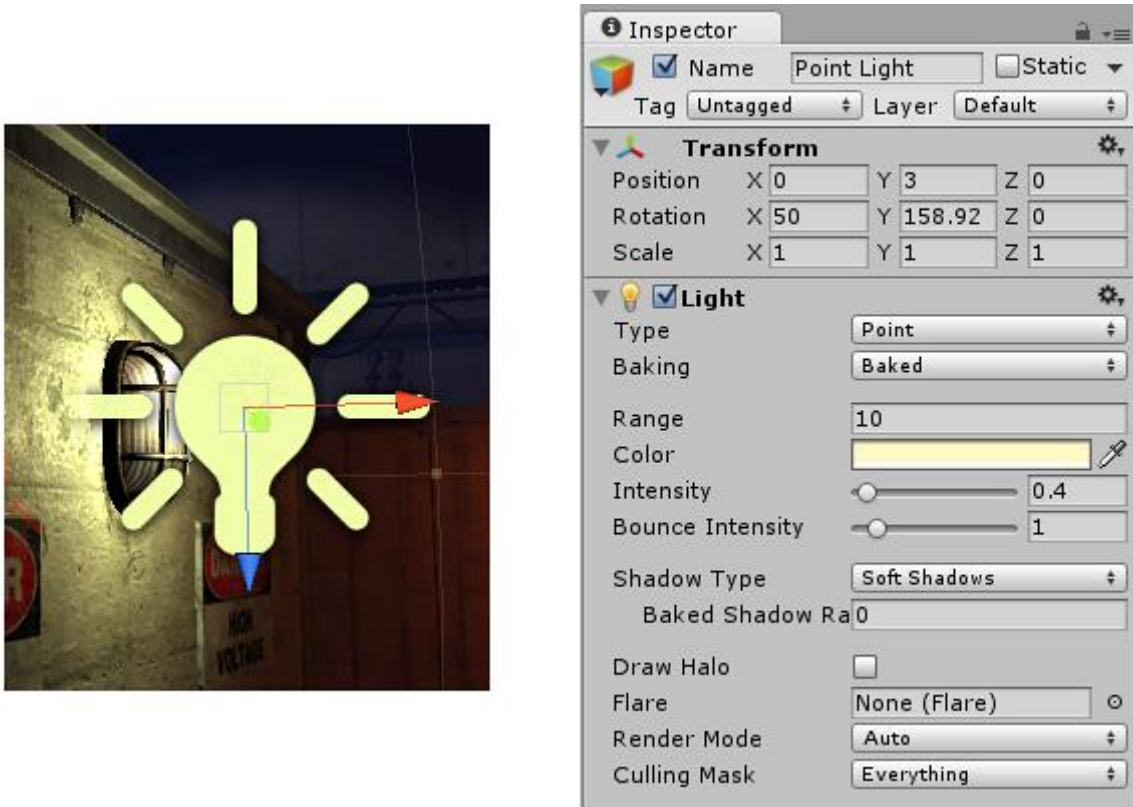 Inspector
Name Point Light Static
Tag Untagged Layer Default
Transform
Position X 0 Y 3 Z 0
Rotation X 50 Y 158.92 Z 0
Scale X 1 Y 1 Z 1
Light
Type Point
Baking Baked
Range 10
Color
Intensity 0.4
Bounce Intensity 1
Shadow Type Soft Shadows
Baked Shadow Ra 0
Draw Halo
Flare None (Flare)
Render Mode Auto
Culling Mask Everything
HIGH
VOLTAGE